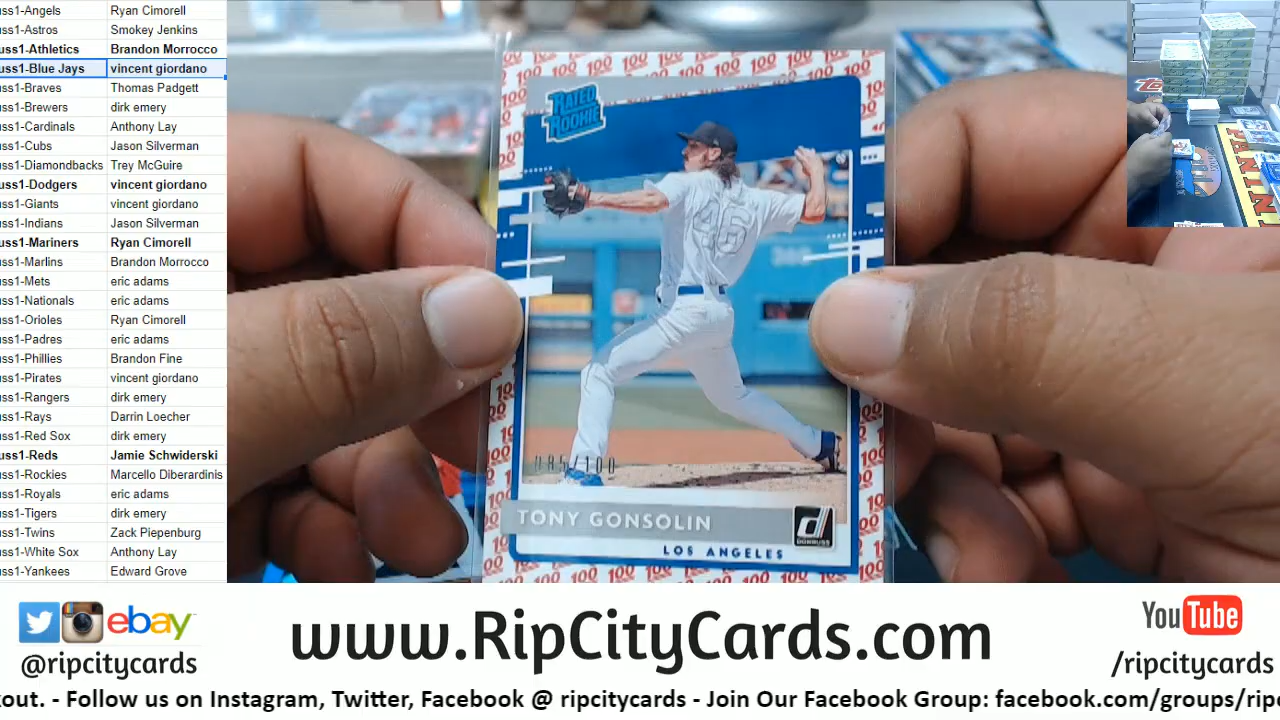 uss1-Angels Ryan Cimorell
uss1-Astros Smokey Jenkins
uss1-Athletics Brandon Morrocco
uss1-Blue Jays vincent giordano
uss1-Braves Thomas Padgett
uss1-Brewers dirk emery
uss1-Cardinals Anthony Lay
uss1-Cubs Jason Silverman
uss1-Diamondbacks Trey McGuire
uss1-Dodgers vincent giordano
uss1-Giants vincent giordano
uss1-Indians Jason Silverman
uss1-Mariners Ryan Cimorell
uss1-Marlins Brandon Morrocco
uss1-Mets eric adams
uss1-Nationals eric adams
uss1-Orioles Ryan Cimorell
uss1-Padres eric adams
uss1-Phillies Brandon Fine
uss1-Pirates vincent giordano
uss1-Rangers dirk emery
uss1-Rays Darrin Loecher
uss1-Red Sox dirk emery
uss1-Reds Jamie Schwiderski
uss1-Rockies Marcello Diberardinis
uss1-Royals eric adams
uss1-Tigers dirk emery
uss1-Twins Zack Piepenburg
uss1-White Sox Anthony Lay
uss1-Yankees Edward Grove
RATED
ROOKIE
46
085/100
TONY GONSOLIN
d
DONRUSS
LOS ANGELES
PANINI
ebay
@ripcitycards
www.RipCityCards.com
YouTube
/ripcitycards
out. - Follow us on Instagram, Twitter, Facebook @ ripcitycards - Join Our Facebook Group: facebook.com/groups/ripc